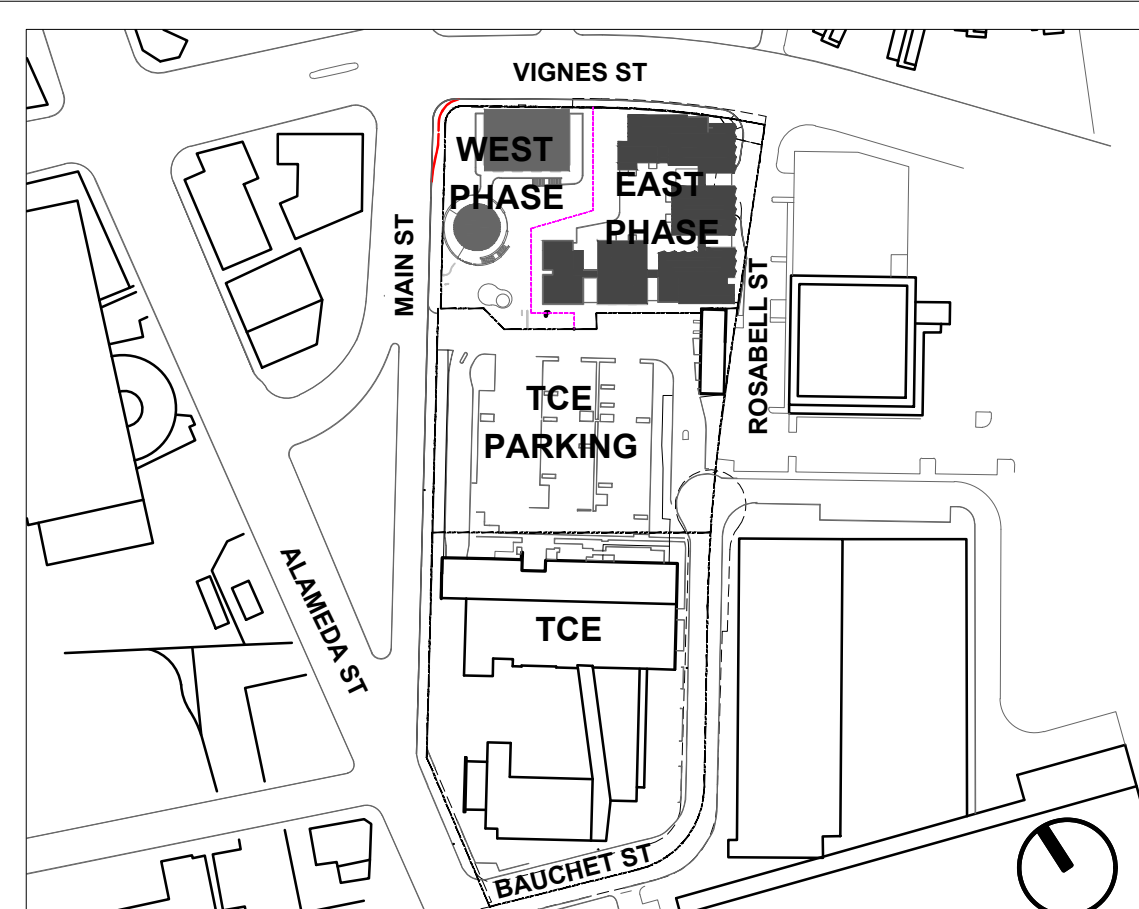 VIGNES ST
WEST
PHASE
EAST
PHASE
MAIN ST
ROSABELL ST
TCE
PARKING
ALAMEDA ST
TCE
BAUCHET ST